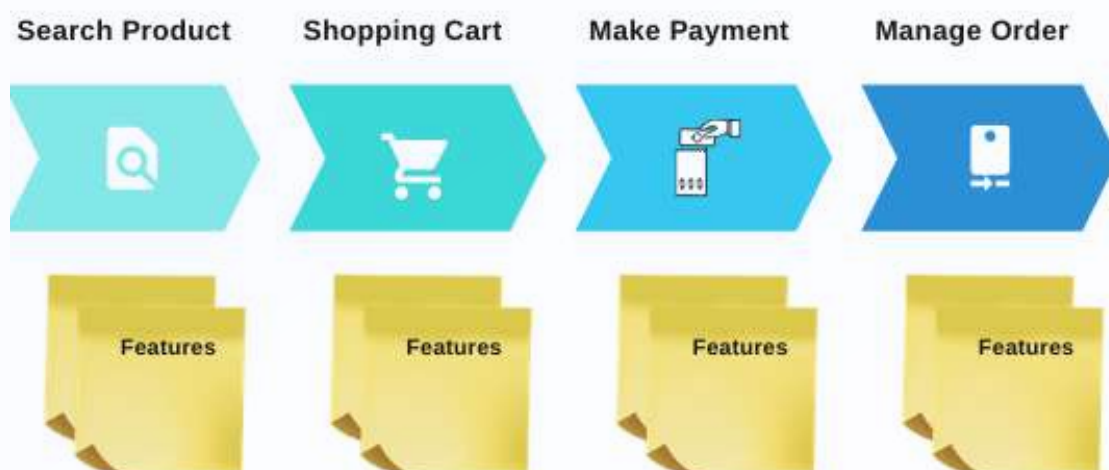 Search Product
Shopping Cart
Make Payment
Manage Order
Features
Features
Features
Features